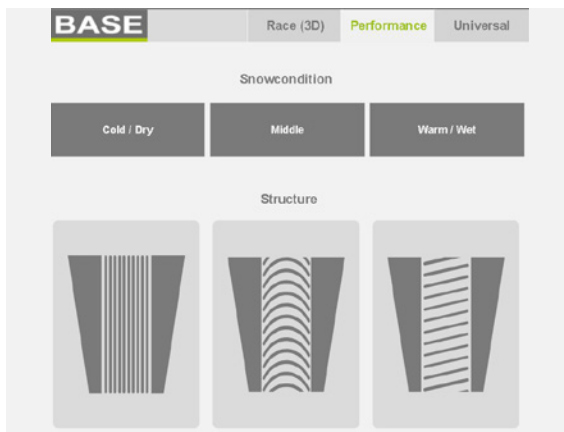 BASE Race (3D) Performance Universal
Snowcondition
Cold / Dry Middle Warm / Wet
Structure